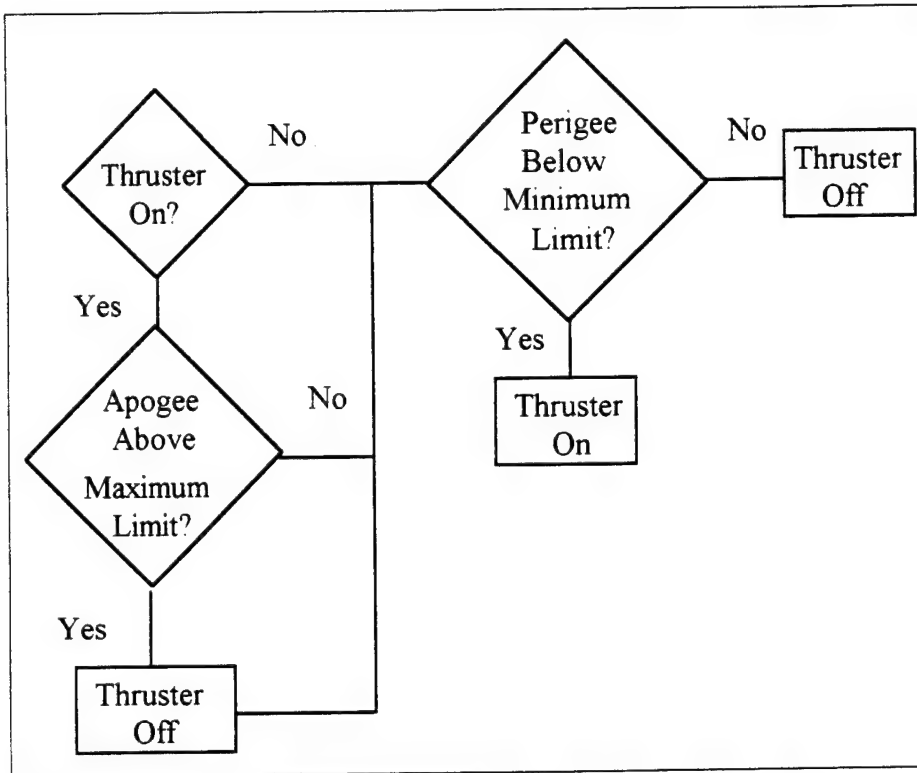 Thruster
On?
No
Yes
Apogee
Above
Maximum
Limit?
No
Yes
Thruster
Off
Perigee
Below
Minimum
Limit?
No
Thruster
Off
Yes
Thruster
On